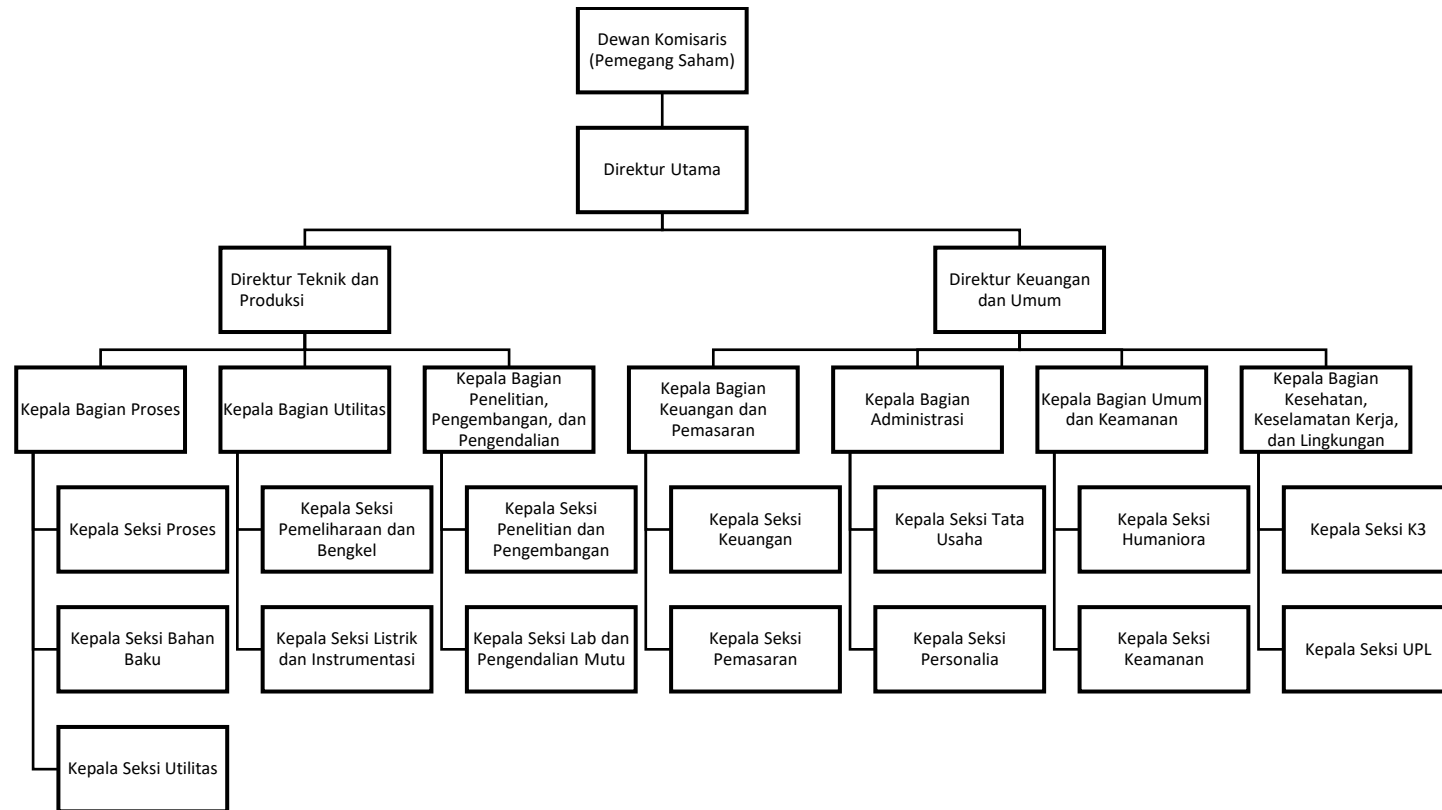 Dewan Komisaris
(Pemegang Saham)
Direktur Utama
Direktur Teknik dan
Produksi
Direktur Keuangan
dan Umum
Kepala Bagian Proses
Kepala Bagian Utilitas
Kepala Bagian
Penelitian,
Pengembangan, dan
Pengendalian
Kepala Bagian
Keuangan dan
Pemasaran
Kepala Bagian
Administrasi
Kepala Bagian Umum
dan Keamanan
Kepala Bagian
Kesehatan,
Keselamatan Kerja,
dan Lingkungan
Kepala Seksi Proses
Kepala Seksi
Pemeliharaan dan
Bengkel
Kepala Seksi
Penelitian dan
Pengembangan
Kepala Seksi
Keuangan
Kepala Seksi Tata
Usaha
Kepala Seksi
Humaniora
Kepala Seksi K3
Kepala Seksi Bahan
Baku
Kepala Seksi Listrik
dan Instrumentasi
Kepala Seksi Lab dan
Pengendalian Mutu
Kepala Seksi
Pemasaran
Kepala Seksi
Personalia
Kepala Seksi
Keamanan
Kepala Seksi UPL
Kepala Seksi Utilitas